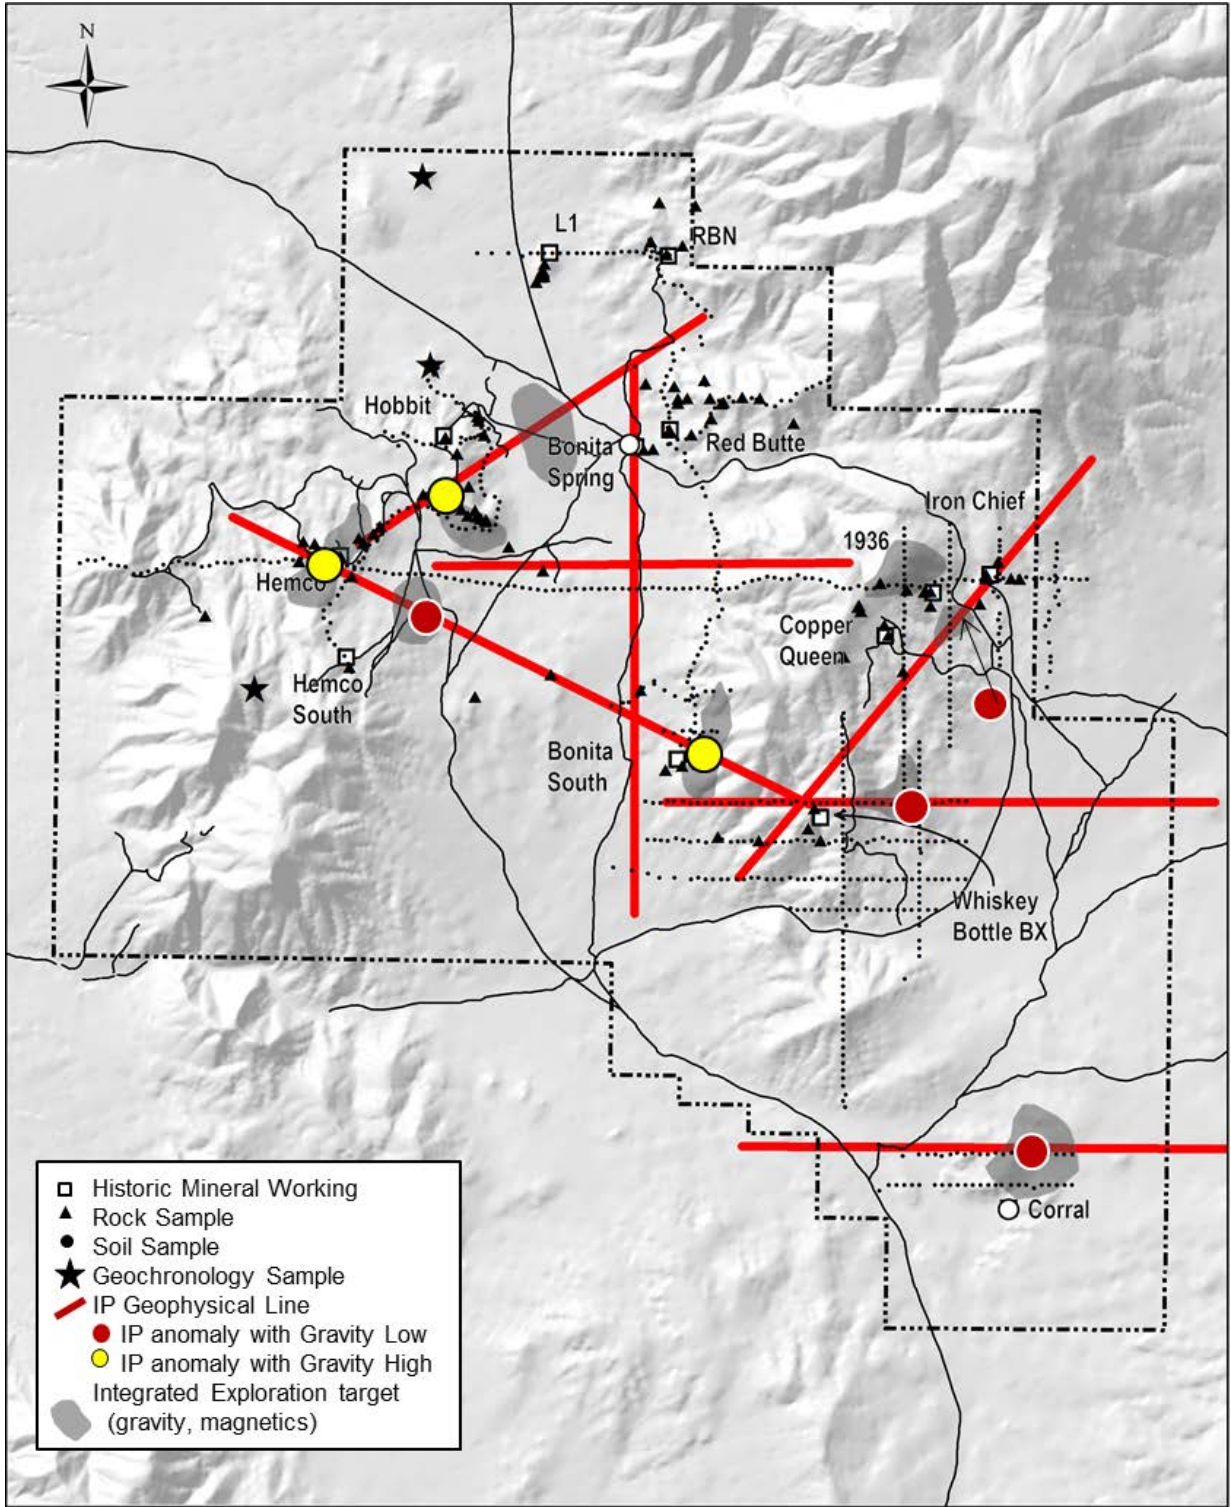 N
L1
RBN
Hobbit
Bonita
Spring
Red Butte
Iron Chief
1936
Hemco
Copper
Queen
Hemco
South
Bonita
South
Whiskey
Bottle BX
Corral
Historic Mineral Working
Rock Sample
Soil Sample
Geochronology Sample
IP Geophysical Line
IP anomaly with Gravity Low
IP anomaly with Gravity High
Integrated Exploration target
(gravity, magnetics)